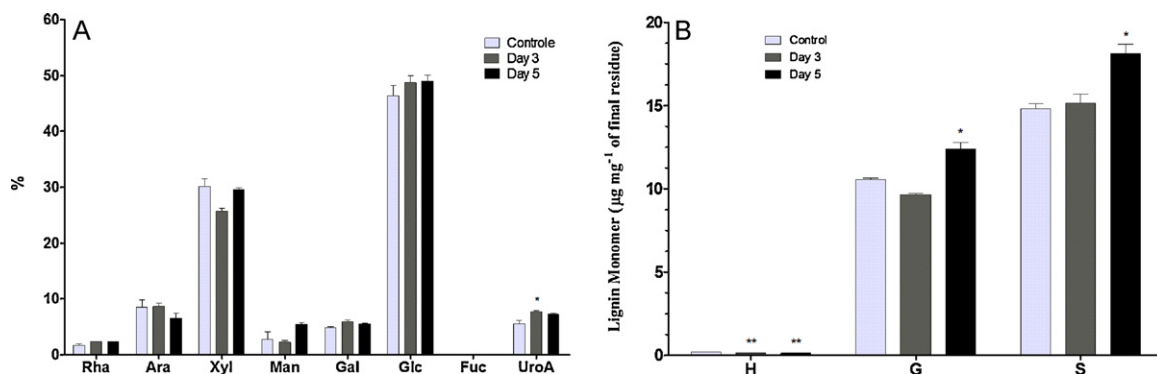 A
60
50
40
30
20
10
0
%
Controle
Day 3
Day 5
*
Rha Ara Xyl Man Gal Glc Fuc UroA
B
20
15
10
5
0
Lignin Monomer (µg mg-1 of final residue)
Control
Day 3
Day 5
** ** * *
H G S